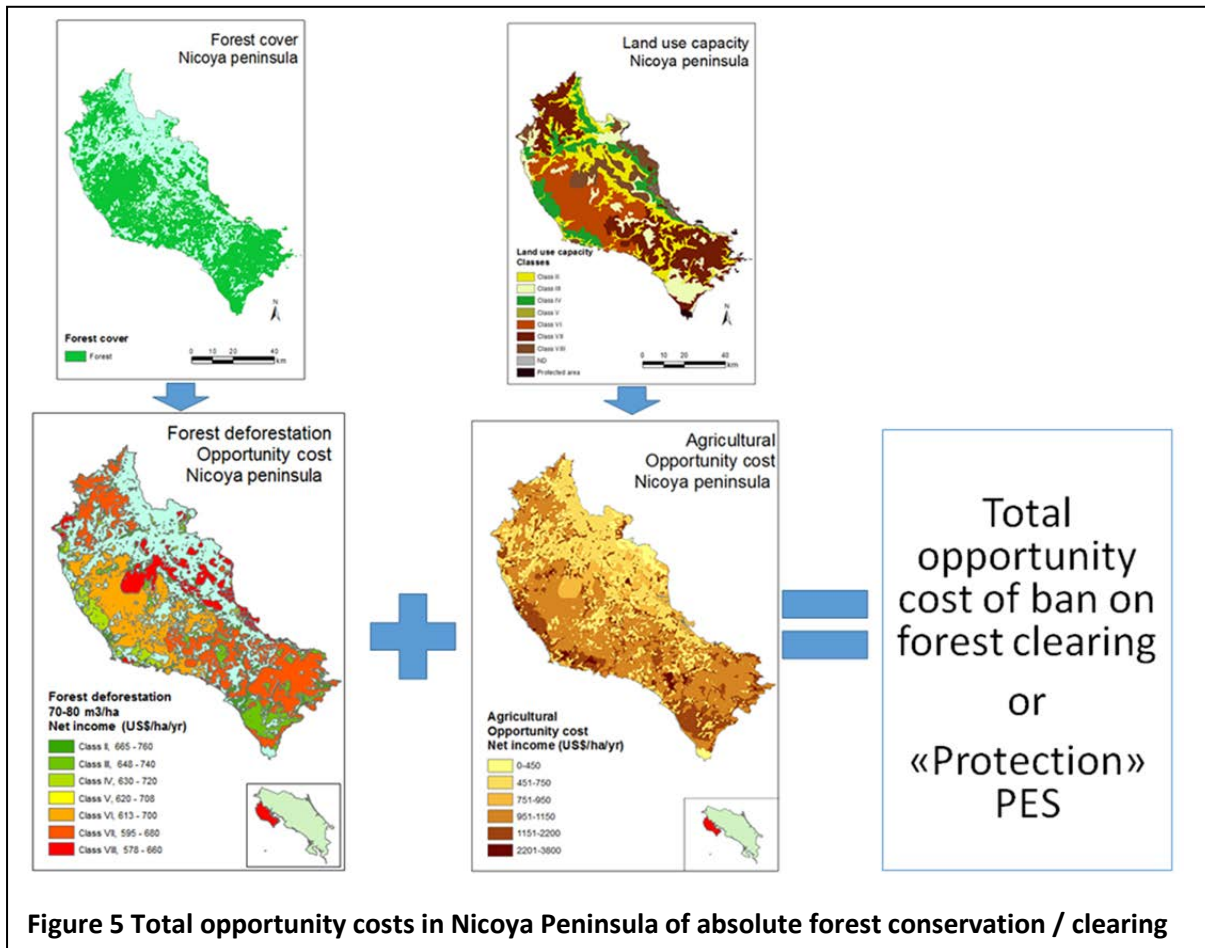 Forest cover
Nicoya peninsula
Forest cover
Forest
N
0 10 20 40
km
Land use capacity
Nicoya peninsula
Land use capacity
Classes
Class II
Class III
Class IV
Class V
Class VI
Class VII
Class VIII
ND
Protected area
N
0 10 20 40
km
Forest deforestation
Opportunity cost
Nicoya peninsula
Forest deforestation
70-80 m3/ha
Net income (US$/ha/yr)
Class II, 665 - 760
Class III, 648 - 740
Class IV, 630 - 720
Class V, 620 - 708
Class VI, 613 - 700
Class VII, 595 - 680
Class VIII, 578 - 660
Agricultural
Opportunity cost
Nicoya peninsula
Agricultural
Opportunity cost
Net income (US$/ha/yr)
0-450
451-750
751-950
951-1150
1151-2200
2201-3800
Total
opportunity
cost of ban on
forest clearing
or
«Protection»
PES
Figure 5 Total opportunity costs in Nicoya Peninsula of absolute forest conservation / clearing